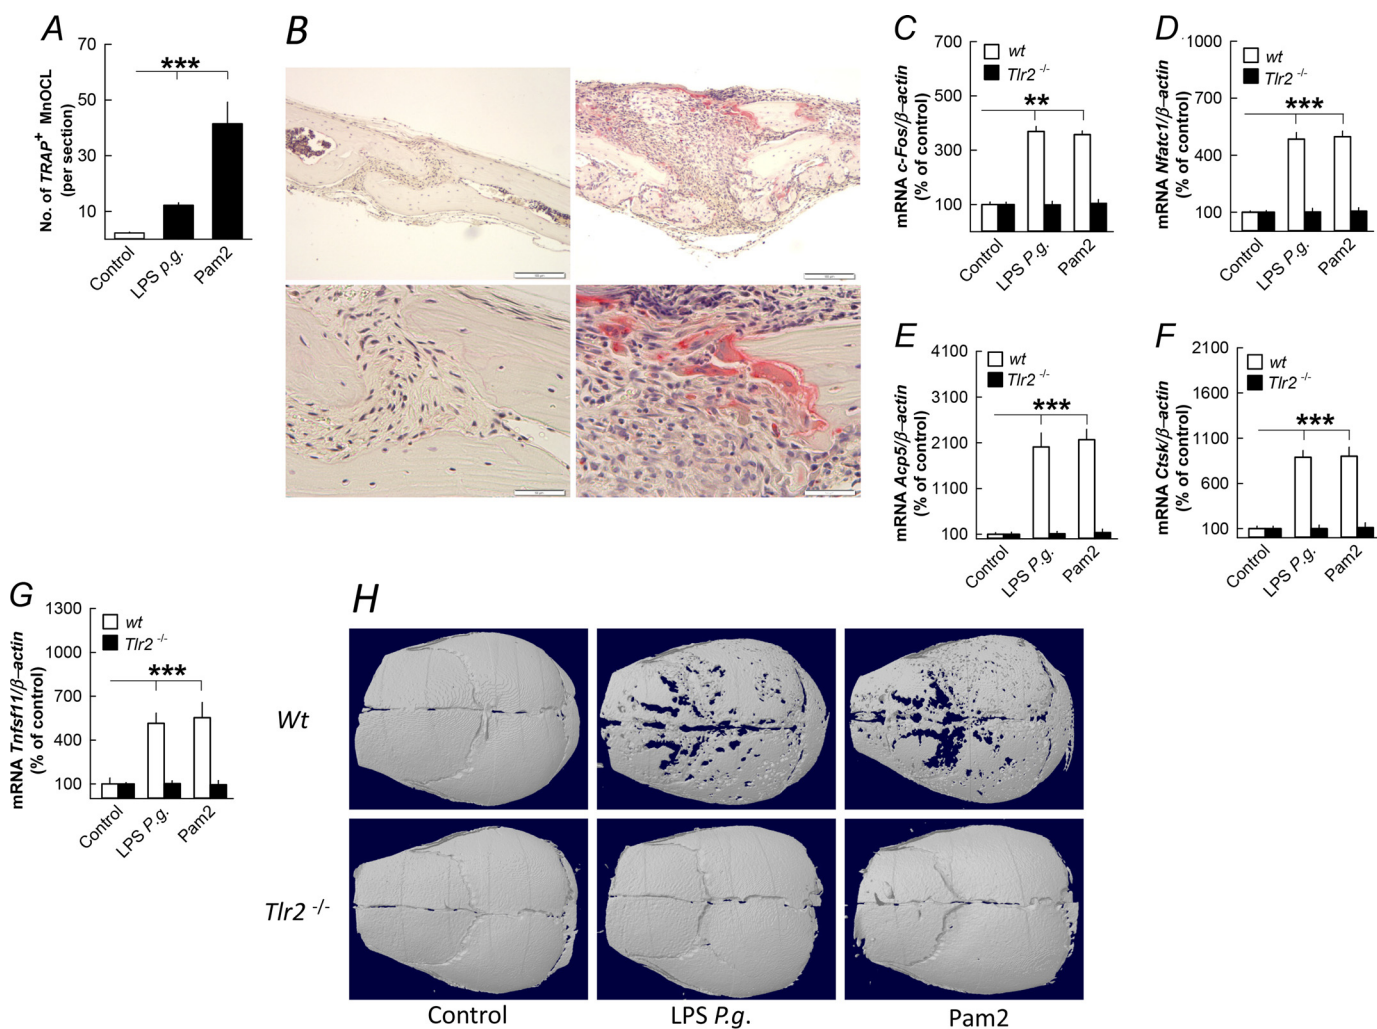 A
70
50
30
10
No. of TRAP+ MnOCL
(per section)
***
Control
LPS p.g.
Pam2
B
C
700
500
300
100
mRNA c-Fos/β–actin
(% of control)
wt
Tlr2 -/-
**
Control
LPS P.g.
Pam2
D
1000
700
400
100
mRNA Nfatc1/β–actin
(% of control)
wt
Tlr2 -/-
***
Control
LPS P.g.
Pam2
E
4100
3100
2100
1100
100
mRNA Acp5/β–actin
(% of control)
wt
Tlr2 -/-
***
Control
LPS P.g.
Pam2
F
2100
1600
1100
600
100
mRNA Ctsk/β–actin
(% of control)
wt
Tlr2 -/-
***
Control
LPS P.g.
Pam2
G
1300
1000
700
400
100
mRNA Tnfsf11/β–actin
(% of control)
wt
Tlr2 -/-
***
Control
LPS P.g.
Pam2
H
Wt
Tlr2 -/-
Control
LPS P.g.
Pam2